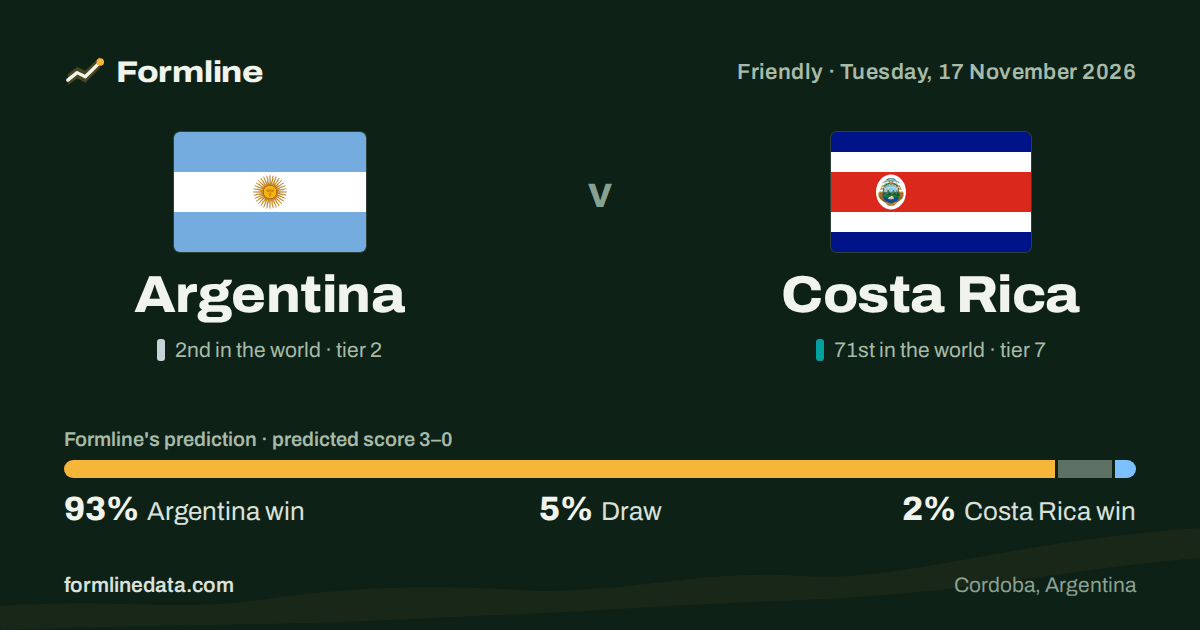 Formline
Friendly · Tuesday, 17 November 2026
v
Argentina
Costa Rica
2nd in the world · tier 2
71st in the world · tier 7
Formline's prediction · predicted score 3–0
93% Argentina win
5% Draw
2% Costa Rica win
formlinedata.com
Cordoba, Argentina